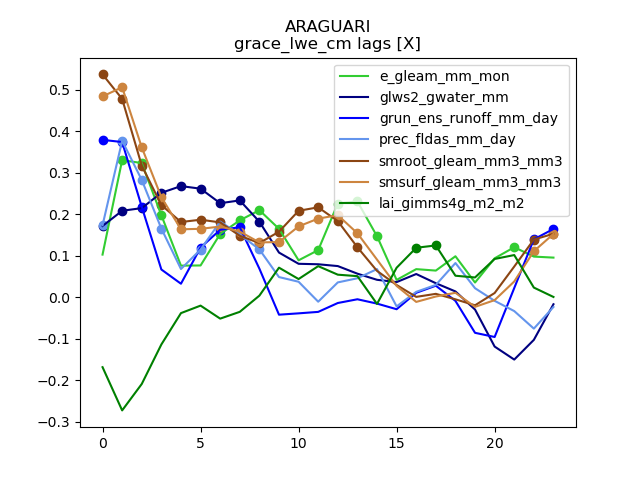 ARAGUARI
grace_lwe_cm lags [X]
e_gleam_mm_mon
glws2_gwater_mm
grun_ens_runoff_mm_day
prec_fldas_mm_day
smroot_gleam_mm3_mm3
smsurf_gleam_mm3_mm3
lai_gimms4g_m2_m2
0.5
0.4
0.3
0.2
0.1
0.0
−0.1
−0.2
−0.3
0 5 10 15 20